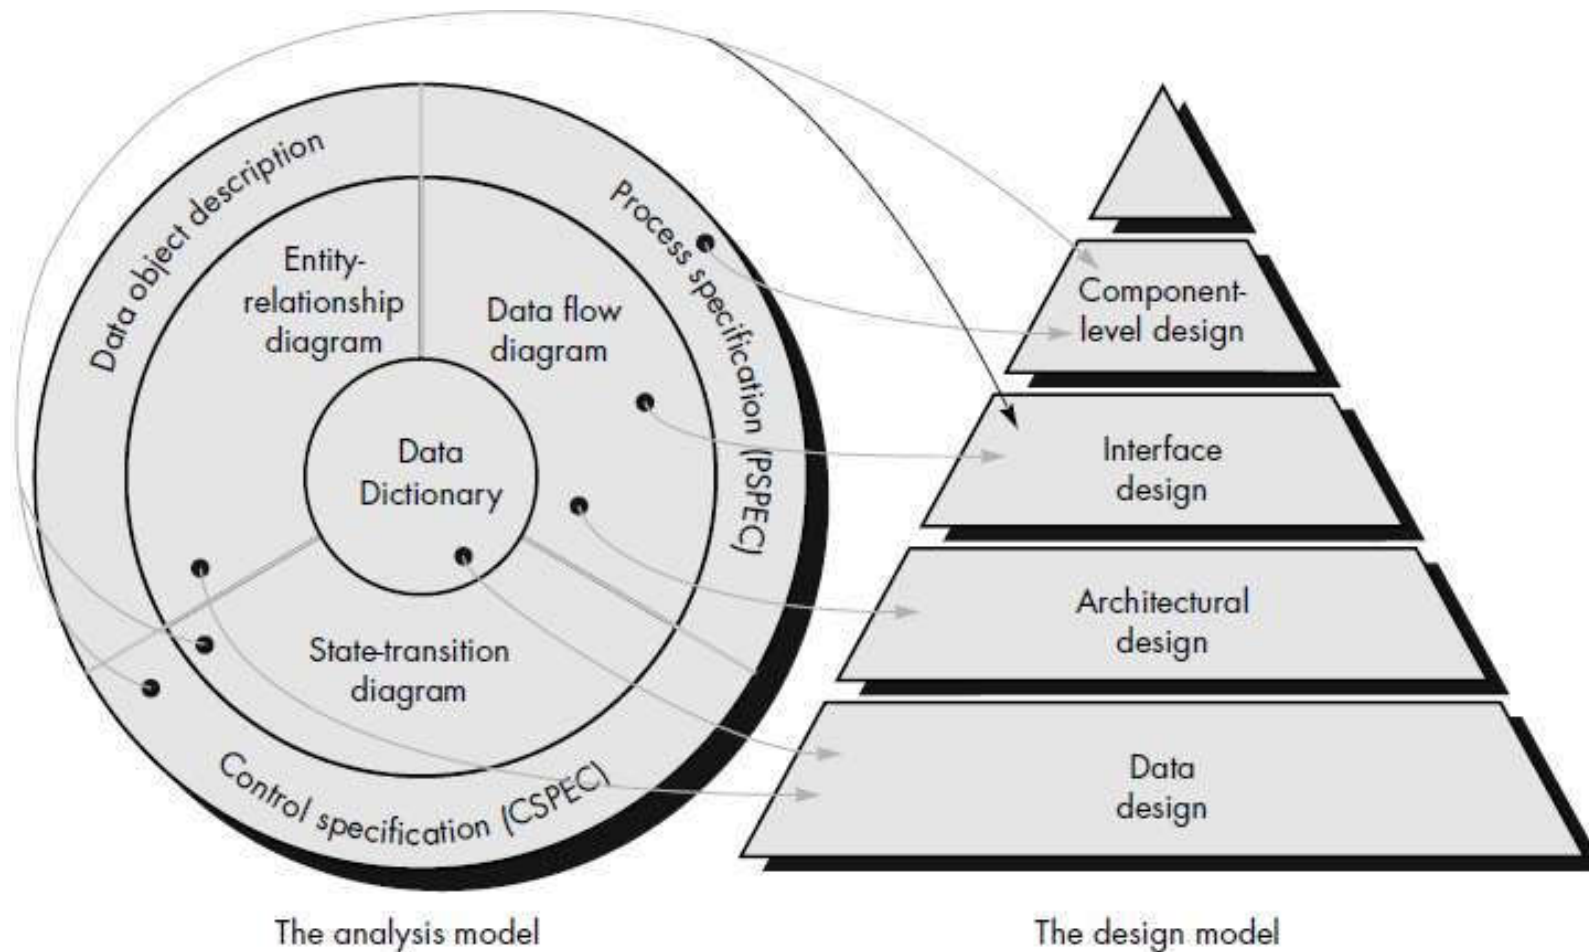 Data object description
Process specification (PSPEC)
Control specification (CSPEC)
Entity-
relationship
diagram
Data flow
diagram
Data
Dictionary
State-transition
diagram
Component-
level design
Interface
design
Architectural
design
Data
design
The analysis model
The design model